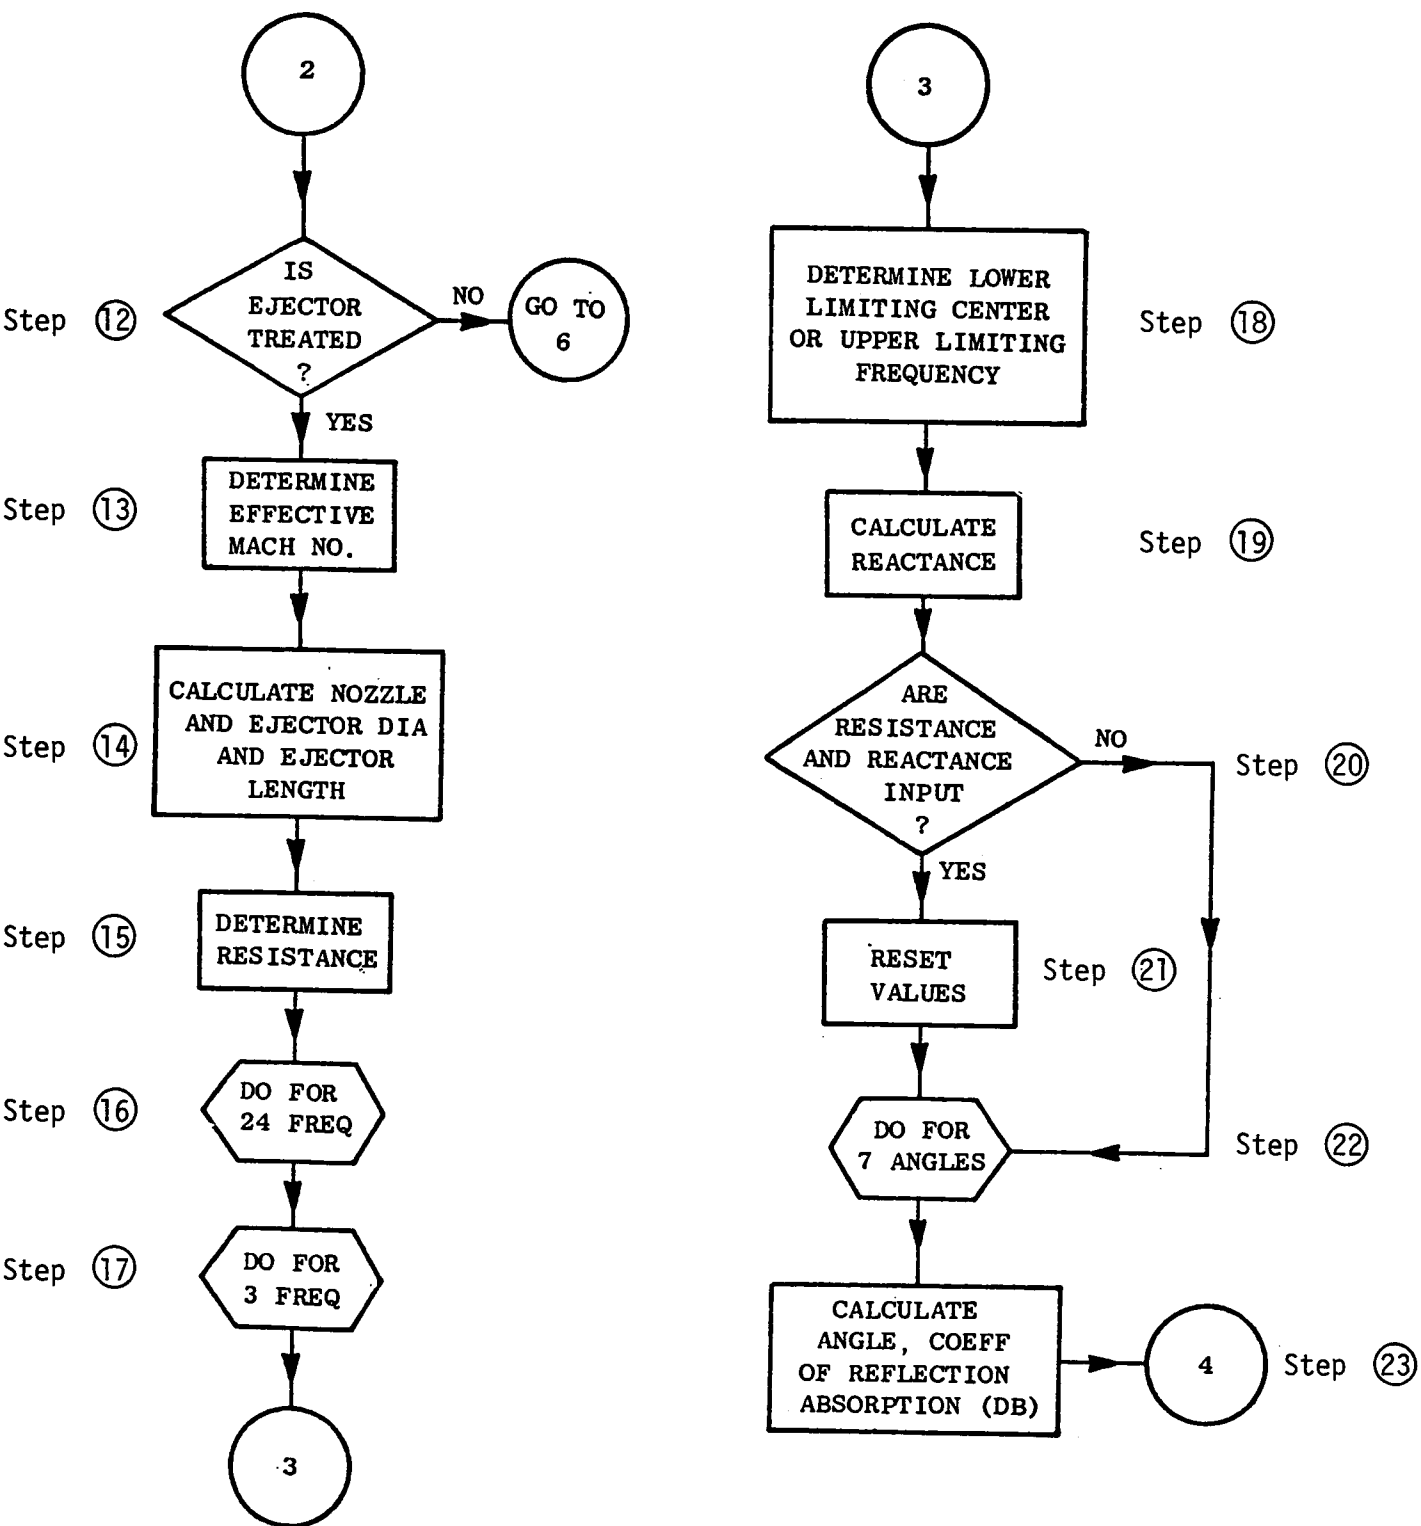 2
IS
EJECTOR
TREATED
?
NO
GO TO
6
Step 12
YES
DETERMINE
EFFECTIVE
MACH NO.
Step 13
CALCULATE NOZZLE
AND EJECTOR DIA
AND EJECTOR
LENGTH
Step 14
DETERMINE
RESISTANCE
Step 15
DO FOR
24 FREQ
Step 16
DO FOR
3 FREQ
Step 17
3
3
DETERMINE LOWER
LIMITING CENTER
OR UPPER LIMITING
FREQUENCY
Step 18
CALCULATE
REACTANCE
Step 19
ARE
RESISTANCE
AND REACTANCE
INPUT
?
NO
Step 20
YES
RESET
VALUES
Step 21
DO FOR
7 ANGLES
Step 22
CALCULATE
ANGLE, COEFF
OF REFLECTION
ABSORPTION (DB)
4
Step 23